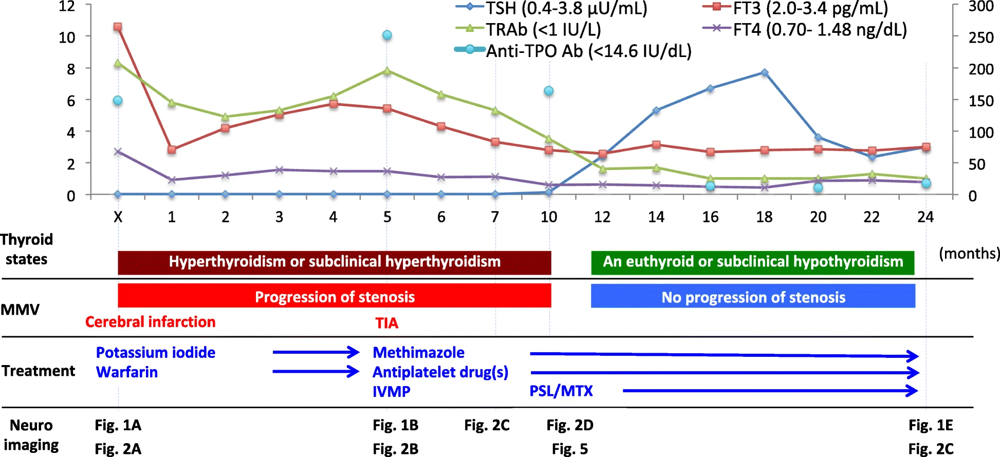 12
10
8
6
4
2
0
300
250
200
150
100
50
0
TSH (0.4-3.8 μU/mL)
FT3 (2.0-3.4 pg/mL)
TRAb (<1 IU/L)
FT4 (0.70- 1.48 ng/dL)
Anti-TPO Ab (<14.6 IU/dL)
X 1 2 3 4 5 6 7 10 12 14 16 18 20 22 24
(months)
Thyroid
states
Hyperthyroidism or subclinical hyperthyroidism
An euthyroid or subclinical hypothyroidism
MMV
Progression of stenosis
No progression of stenosis
Cerebral infarction
TIA
Treatment
Potassium iodide
Methimazole
Warfarin
Antiplatelet drug(s)
IVMP
PSL/MTX
Neuro
imaging
Fig. 1A
Fig. 1B
Fig. 2C
Fig. 2D
Fig. 1E
Fig. 2A
Fig. 2B
Fig. 5
Fig. 2C